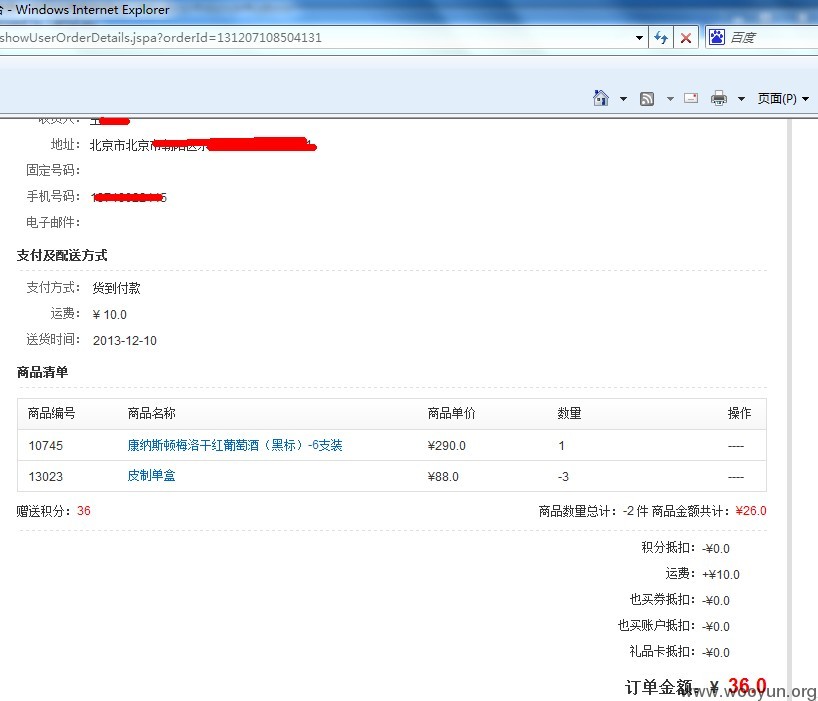 - Windows Internet Explorer
showUserOrderDetails.jspa?orderId=131207108504131
百度
页面(P)
收货人：
地址：北京市北京市
固定号码：
手机号码：
电子邮件：
支付及配送方式
支付方式：货到付款
运费：¥ 10.0
送货时间：2013-12-10
商品清单
商品编号 商品名称 商品单价 数量 操作
10745 康纳斯顿梅洛干红葡萄酒（黑标）-6支装 ¥290.0 1 ----
13023 皮制单盒 ¥88.0 -3 ----
赠送积分：36 商品数量总计：-2 件 商品金额共计：¥26.0
积分抵扣：-¥0.0
运费：+¥10.0
也买券抵扣：-¥0.0
也买账户抵扣：-¥0.0
礼品卡抵扣：-¥0.0
订单金额：¥ 36.0
www.wooyun.org